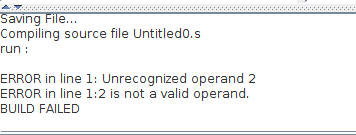 Saving File...
Compiling source file Untitled0.s
run :
ERROR in line 1: Unrecognized operand 2
ERROR in line 1:2 is not a valid operand.
BUILD FAILED